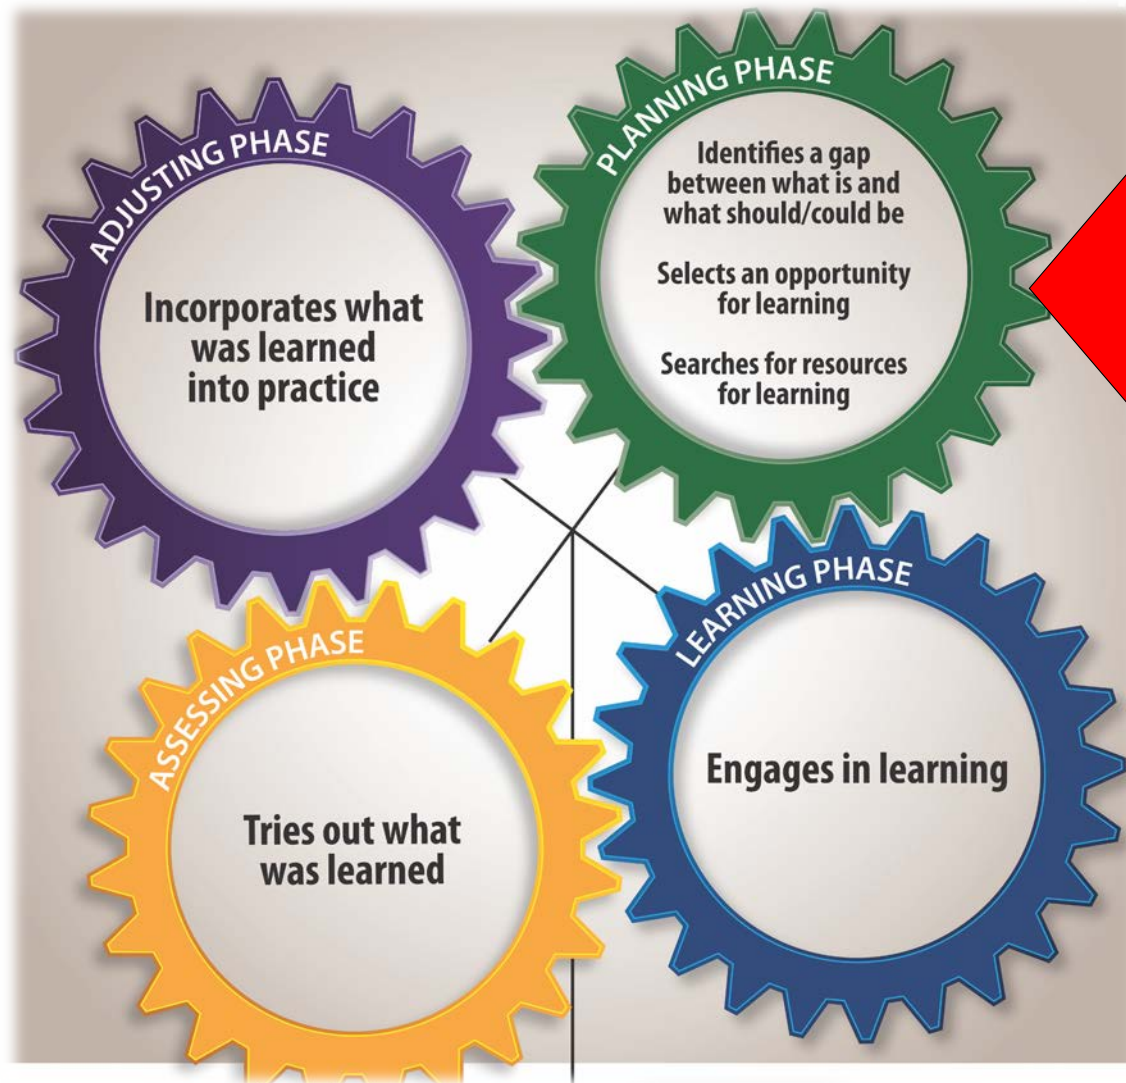 ADJUSTING PHASE
Incorporates what
was learned
into practice
PLANNING PHASE
Identifies a gap
between what is and
what should/could be
Selects an opportunity
for learning
Searches for resources
for learning
LEARNING PHASE
Engages in learning
ASSESSING PHASE
Tries out what
was learned